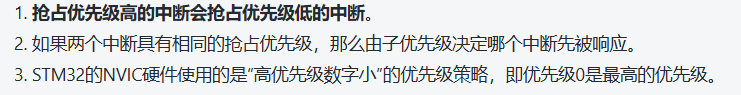 1. 抢占优先级高的中断会抢占优先级低的中断。
2. 如果两个中断具有相同的抢占优先级，那么由子优先级决定哪个中断先被响应。
3. STM32的NVIC硬件使用的是“高优先级数字小”的优先级策略，即优先级0是最高的优先级。